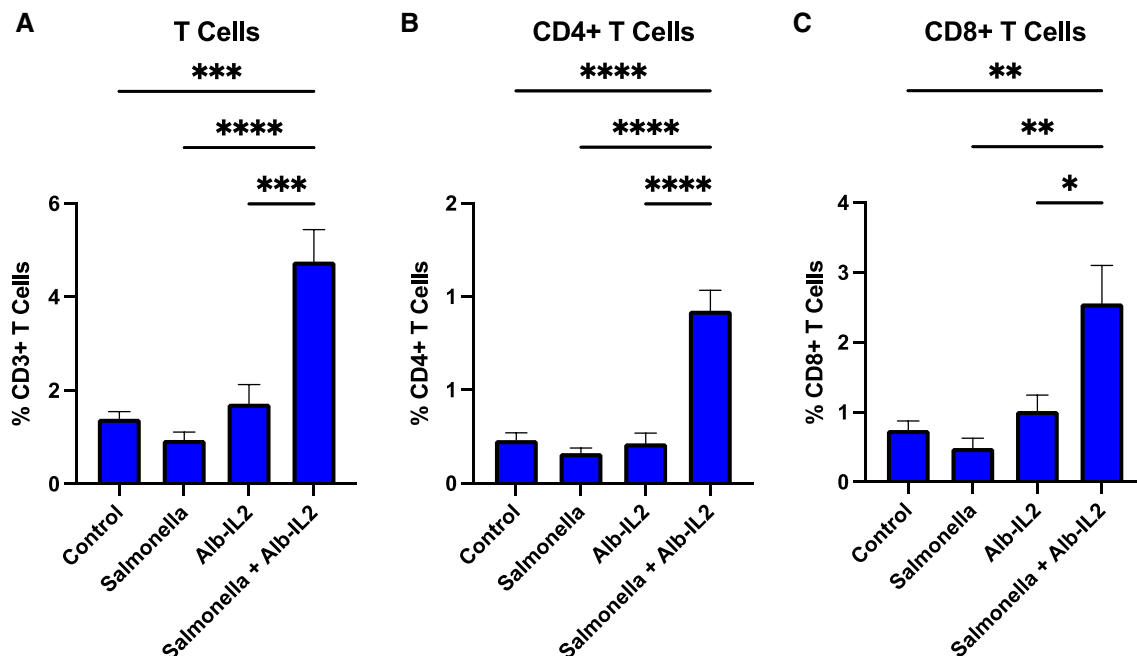 A
T Cells
***
****
***
% CD3+ T Cells
6
4
2
0
Control
Salmonella
Alb-IL2
Salmonella + Alb-IL2
B
CD4+ T Cells
****
****
****
% CD4+ T Cells
2
1
1
0
Control
Salmonella
Alb-IL2
Salmonella + Alb-IL2
C
CD8+ T Cells
**
**
*
% CD8+ T Cells
4
3
2
1
0
Control
Salmonella
Alb-IL2
Salmonella + Alb-IL2